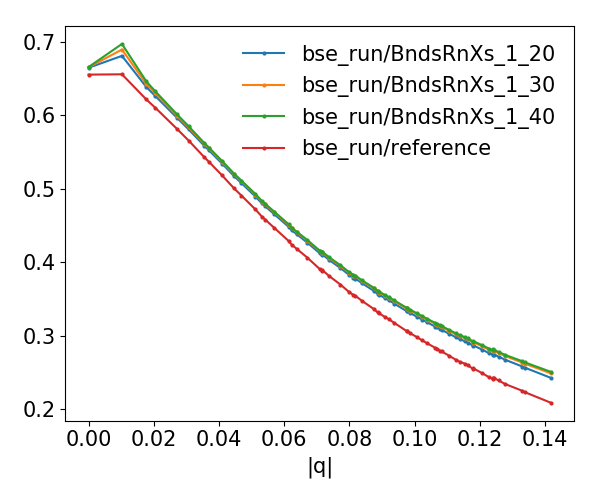 bse_run/BndsRnXs_1_20
bse_run/BndsRnXs_1_30
bse_run/BndsRnXs_1_40
bse_run/reference
0.7
0.6
0.5
0.4
0.3
0.2
0.00 0.02 0.04 0.06 0.08 0.10 0.12 0.14
|q|